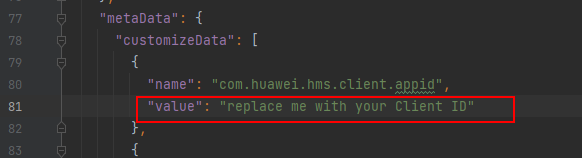 77 "metaData": {
78 "customizeData": [
79 {
80 "name": "com.huawei.hms.client.appid",
81 "value": "replace me with your Client ID"
82 },
83 {